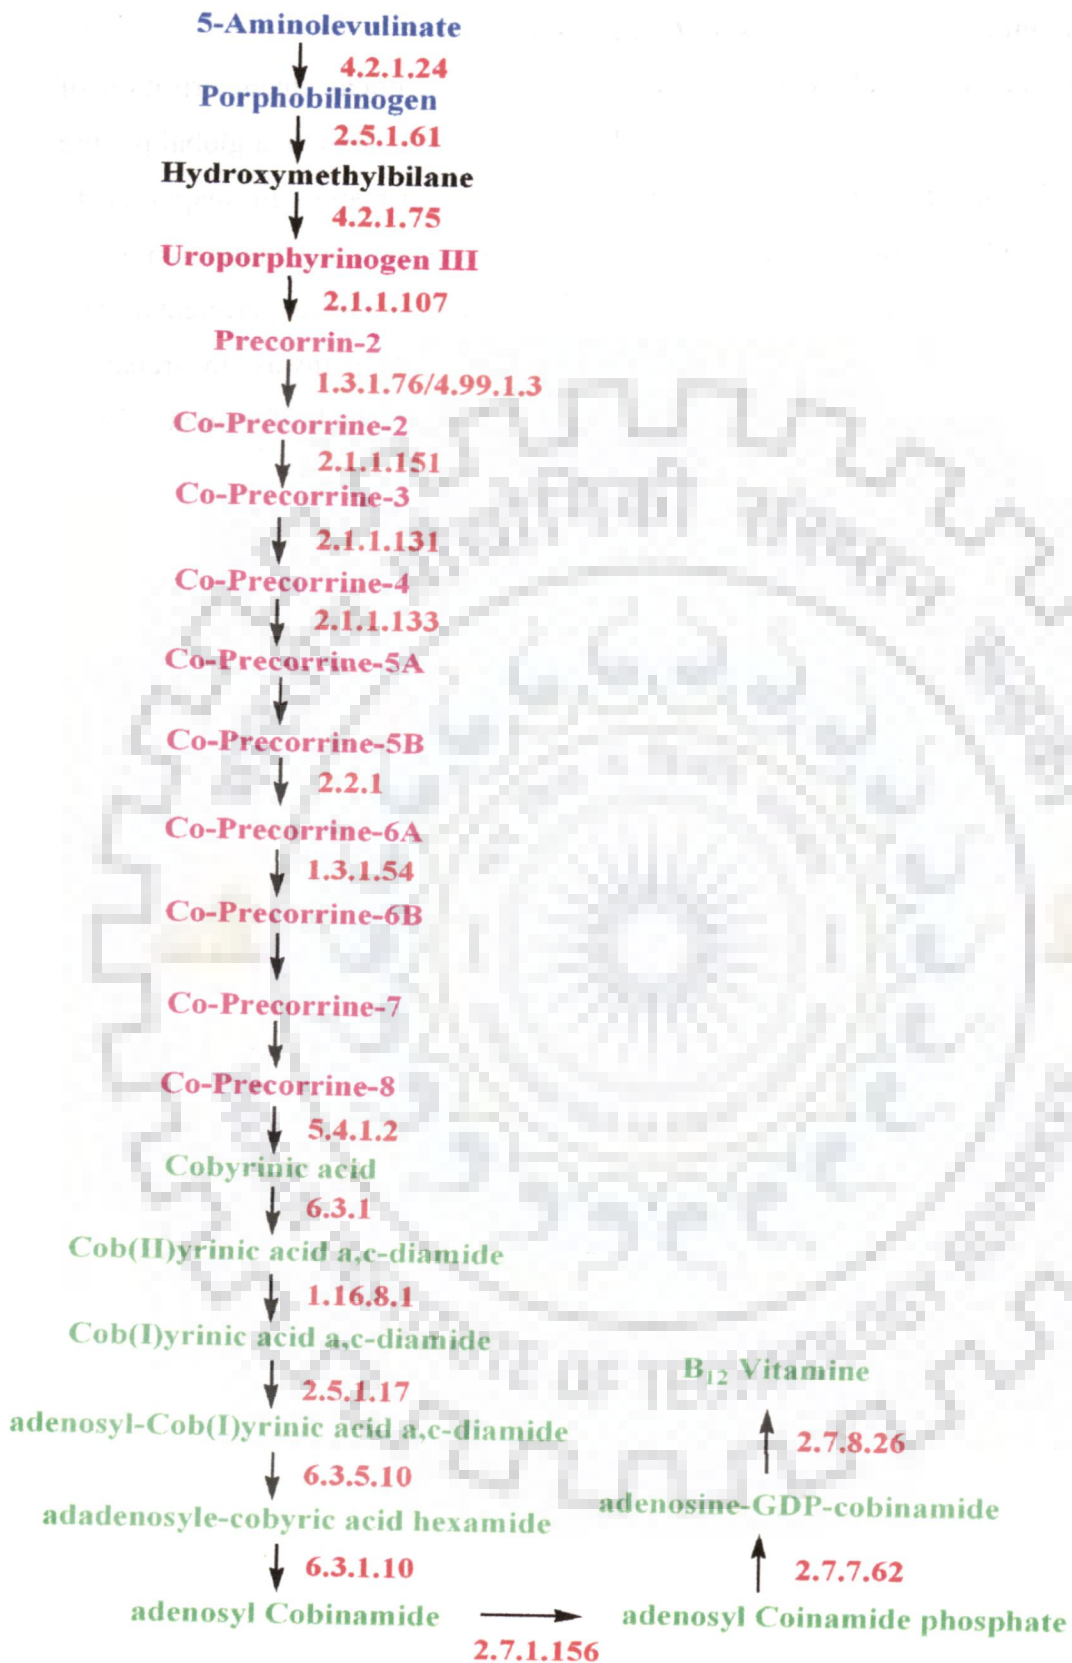 5-Aminolevulinate
4.2.1.24
Porphobilinogen
2.5.1.61
Hydroxymethylbilane
4.2.1.75
Uroporphyrinogen III
2.1.1.107
Precorrin-2
1.3.1.76/4.99.1.3
Co-Precorrine-2
2.1.1.151
Co-Precorrine-3
2.1.1.131
Co-Precorrine-4
2.1.1.133
Co-Precorrine-5A
Co-Precorrine-5B
2.2.1
Co-Precorrine-6A
1.3.1.54
Co-Precorrine-6B
Co-Precorrine-7
Co-Precorrine-8
5.4.1.2
Cobyrinic acid
6.3.1
Cob(II)yrinic acid a,c-diamide
1.16.8.1
Cob(I)yrinic acid a,c-diamide
2.5.1.17
adenosyl-Cob(I)yrinic acid a,c-diamide
6.3.5.10
adadenosyle-cobyric acid hexamide
6.3.1.10
adenosyl Cobinamide
2.7.1.156
adenosyl Coinamide phosphate
2.7.7.62
adenosine-GDP-cobinamide
2.7.8.26
B₁₂ Vitamine
OF